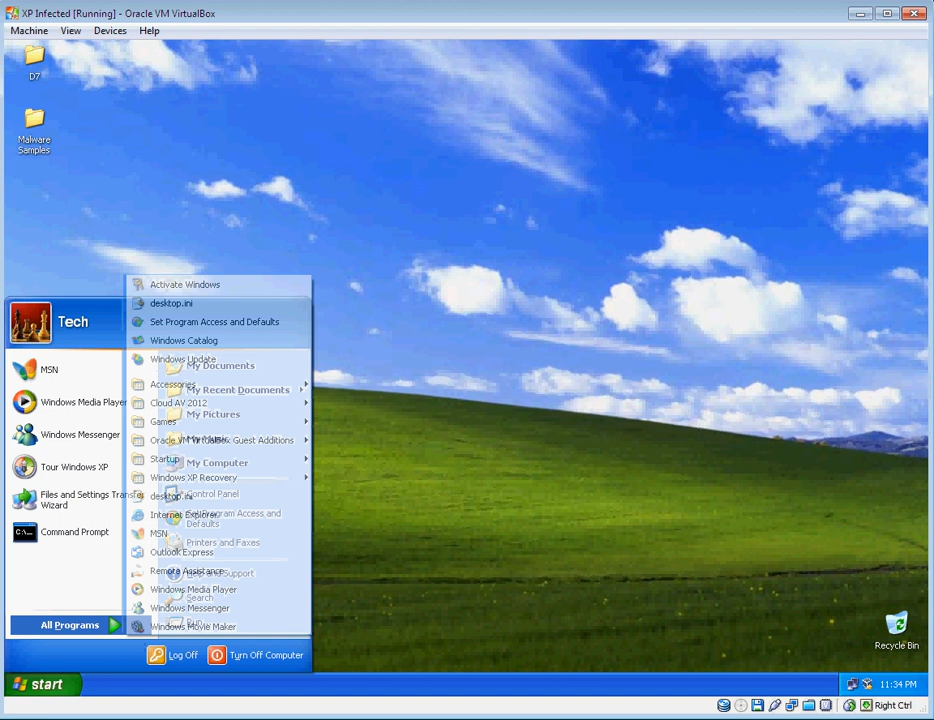 XP Infected [Running] - Oracle VM VirtualBox
Machine View Devices Help
D7
Malware
Samples
Tech
MSN
Windows Media Player
Windows Messenger
Tour Windows XP
Files and Settings Transfer
Wizard
Command Prompt
All Programs
Activate Windows
desktop.ini
Set Program Access and Defaults
Windows Catalog
Windows Update
Accessories
Cloud AV 2012
Games
Oracle VM VirtualBox Guest Additions
Startup
Windows XP Recovery
desktop.ini
Internet Explorer
MSN
Outlook Express
Remote Assistance
Windows Media Player
Windows Messenger
Windows Movie Maker
My Documents
My Recent Documents
My Pictures
My Music
My Computer
Control Panel
Set Program Access and
Defaults
Printers and Faxes
Help and Support
Search
Run...
Log Off
Turn Off Computer
Recycle Bin
start
11:34 PM
Right Ctrl